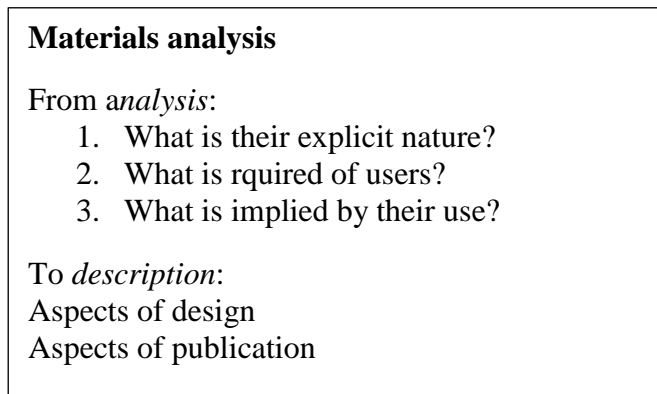 Materials analysis
From analysis:
1. What is their explicit nature?
2. What is rquired of users?
3. What is implied by their use?
To description:
Aspects of design
Aspects of publication